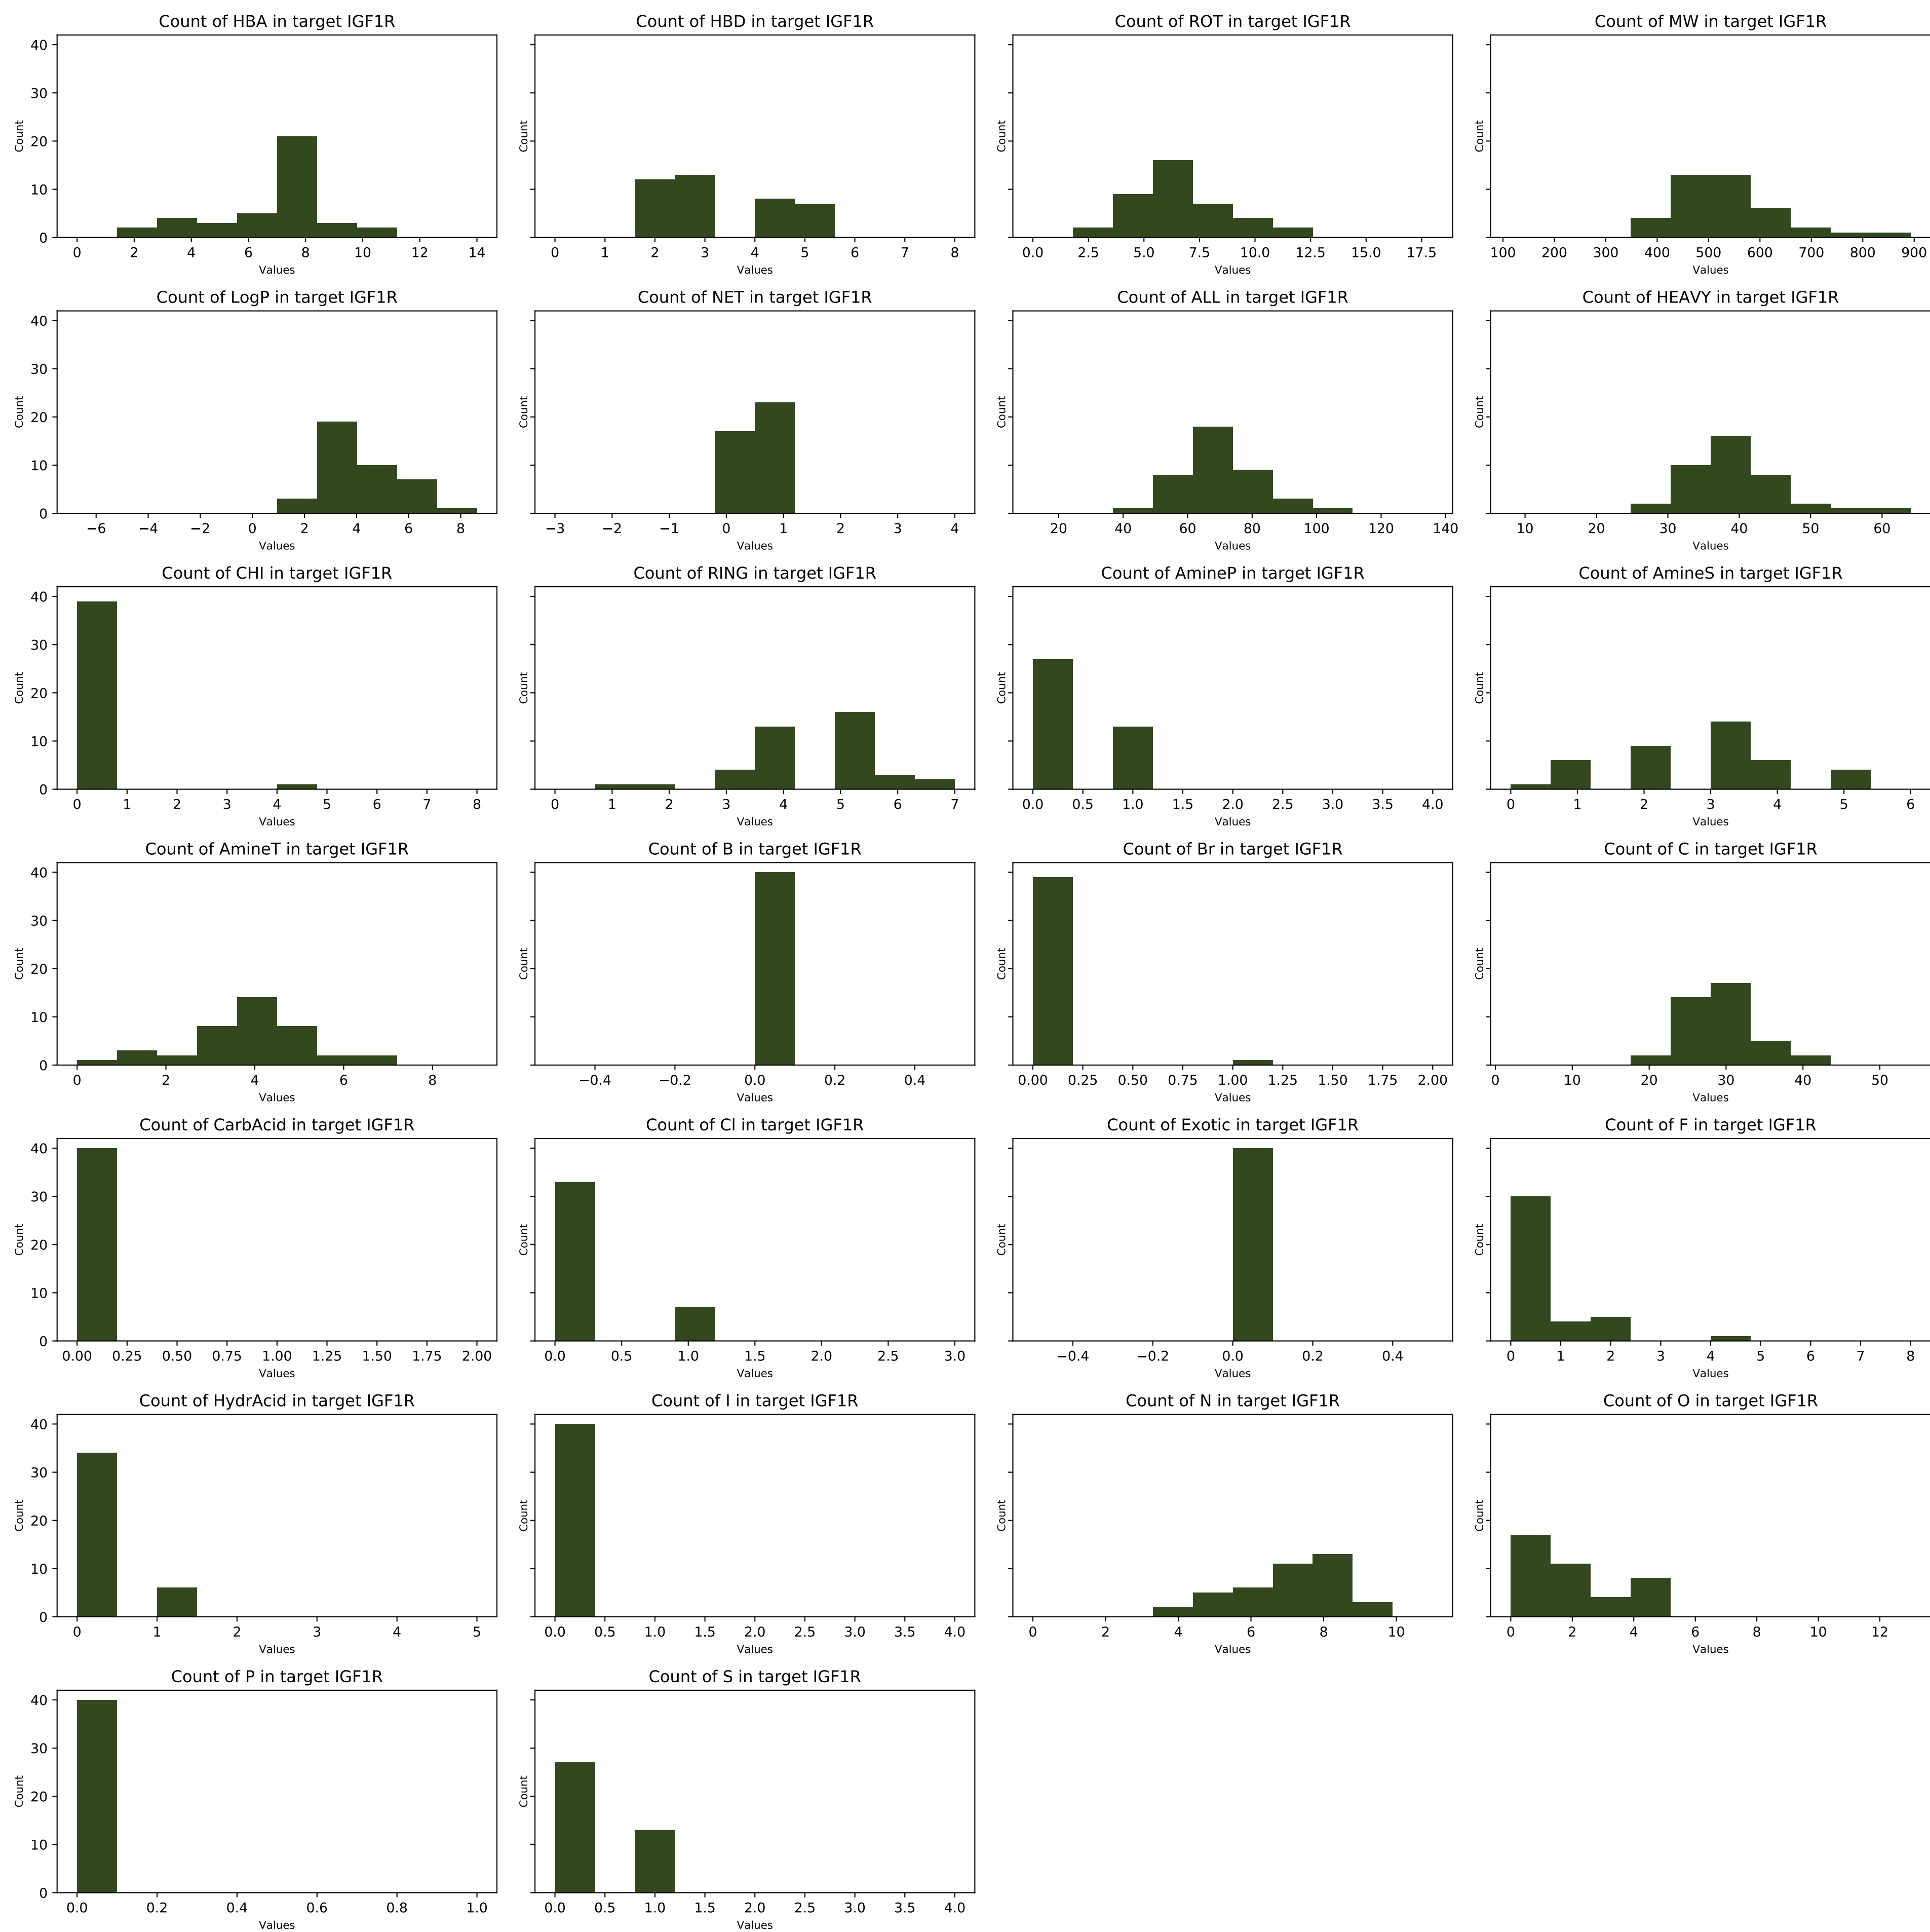 Count of HBA in target IGF1R
Count
40
30
20
10
0
0 2 4 6 8 10 12 14
Values
Count of HBD in target IGF1R
Count
0 1 2 3 4 5 6 7 8
Values
Count of ROT in target IGF1R
Count
0.0 2.5 5.0 7.5 10.0 12.5 15.0 17.5
Values
Count of MW in target IGF1R
Count
100 200 300 400 500 600 700 800 900
Values
Count of LogP in target IGF1R
Count
40
30
20
10
0
−6 −4 −2 0 2 4 6 8
Values
Count of NET in target IGF1R
Count
−3 −2 −1 0 1 2 3 4
Values
Count of ALL in target IGF1R
Count
20 40 60 80 100 120 140
Values
Count of HEAVY in target IGF1R
Count
10 20 30 40 50 60
Values
Count of CHI in target IGF1R
Count
40
30
20
10
0
0 1 2 3 4 5 6 7 8
Values
Count of RING in target IGF1R
Count
0 1 2 3 4 5 6 7
Values
Count of AmineP in target IGF1R
Count
0.0 0.5 1.0 1.5 2.0 2.5 3.0 3.5 4.0
Values
Count of AmineS in target IGF1R
Count
0 1 2 3 4 5 6
Values
Count of AmineT in target IGF1R
Count
40
30
20
10
0
0 2 4 6 8
Values
Count of B in target IGF1R
Count
−0.4 −0.2 0.0 0.2 0.4
Values
Count of Br in target IGF1R
Count
0.00 0.25 0.50 0.75 1.00 1.25 1.50 1.75 2.00
Values
Count of C in target IGF1R
Count
0 10 20 30 40 50
Values
Count of CarbAcid in target IGF1R
Count
40
30
20
10
0
0.00 0.25 0.50 0.75 1.00 1.25 1.50 1.75 2.00
Values
Count of Cl in target IGF1R
Count
0.0 0.5 1.0 1.5 2.0 2.5 3.0
Values
Count of Exotic in target IGF1R
Count
−0.4 −0.2 0.0 0.2 0.4
Values
Count of F in target IGF1R
Count
0 1 2 3 4 5 6 7 8
Values
Count of HydrAcid in target IGF1R
Count
40
30
20
10
0
0 1 2 3 4 5
Values
Count of I in target IGF1R
Count
0.0 0.5 1.0 1.5 2.0 2.5 3.0 3.5 4.0
Values
Count of N in target IGF1R
Count
0 2 4 6 8 10
Values
Count of O in target IGF1R
Count
0 2 4 6 8 10 12
Values
Count of P in target IGF1R
Count
40
30
20
10
0
0.0 0.2 0.4 0.6 0.8 1.0
Values
Count of S in target IGF1R
Count
0.0 0.5 1.0 1.5 2.0 2.5 3.0 3.5 4.0
Values